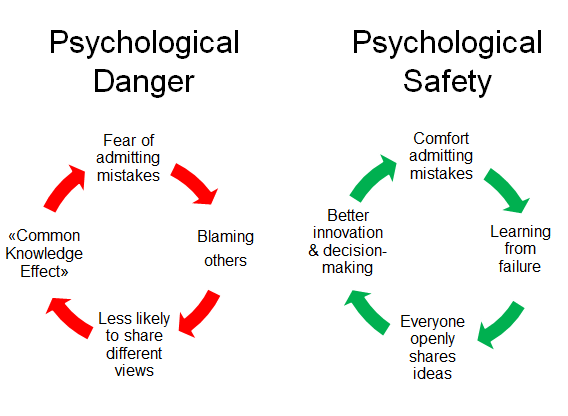 Psychological
Danger
Fear of
admitting
mistakes
Blaming
others
Less likely
to share
different
views
«Common
Knowledge
Effect»
Psychological
Safety
Comfort
admitting
mistakes
Learning
from
failure
Everyone
openly
shares
ideas
Better
innovation
& decision-
making